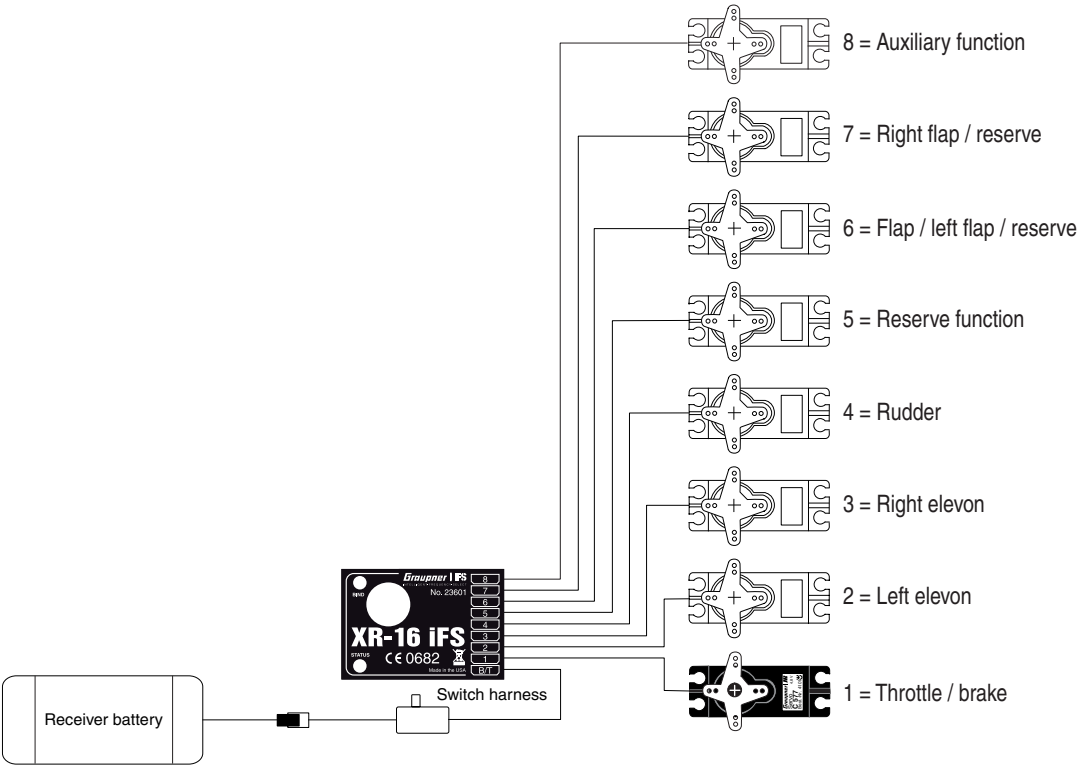 8 = Auxiliary function
7 = Right flap / reserve
6 = Flap / left flap / reserve
5 = Reserve function
4 = Rudder
3 = Right elevon
2 = Left elevon
1 = Throttle / brake
Graupner iFS
BIND
No. 23601
XR-16 iFS
STATUS
CE 0682
Made in the USA
8
7
6
5
4
3
2
1
B/T
Switch harness
Receiver battery
Graupner
C 577